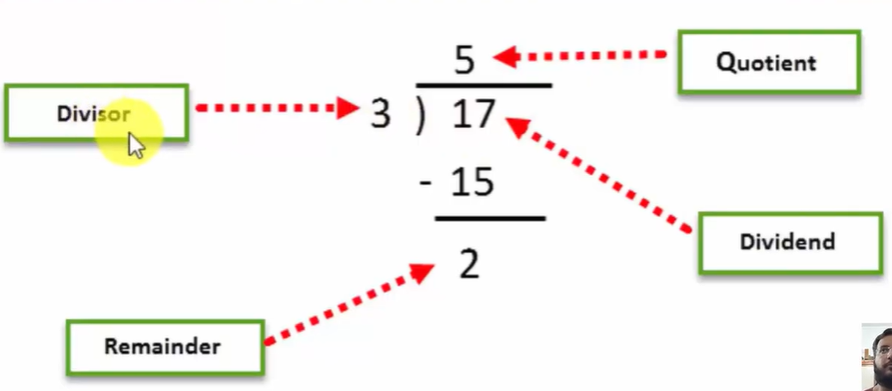 5
Quotient
Divisor
3 ) 17
- 15
Dividend
2
Remainder